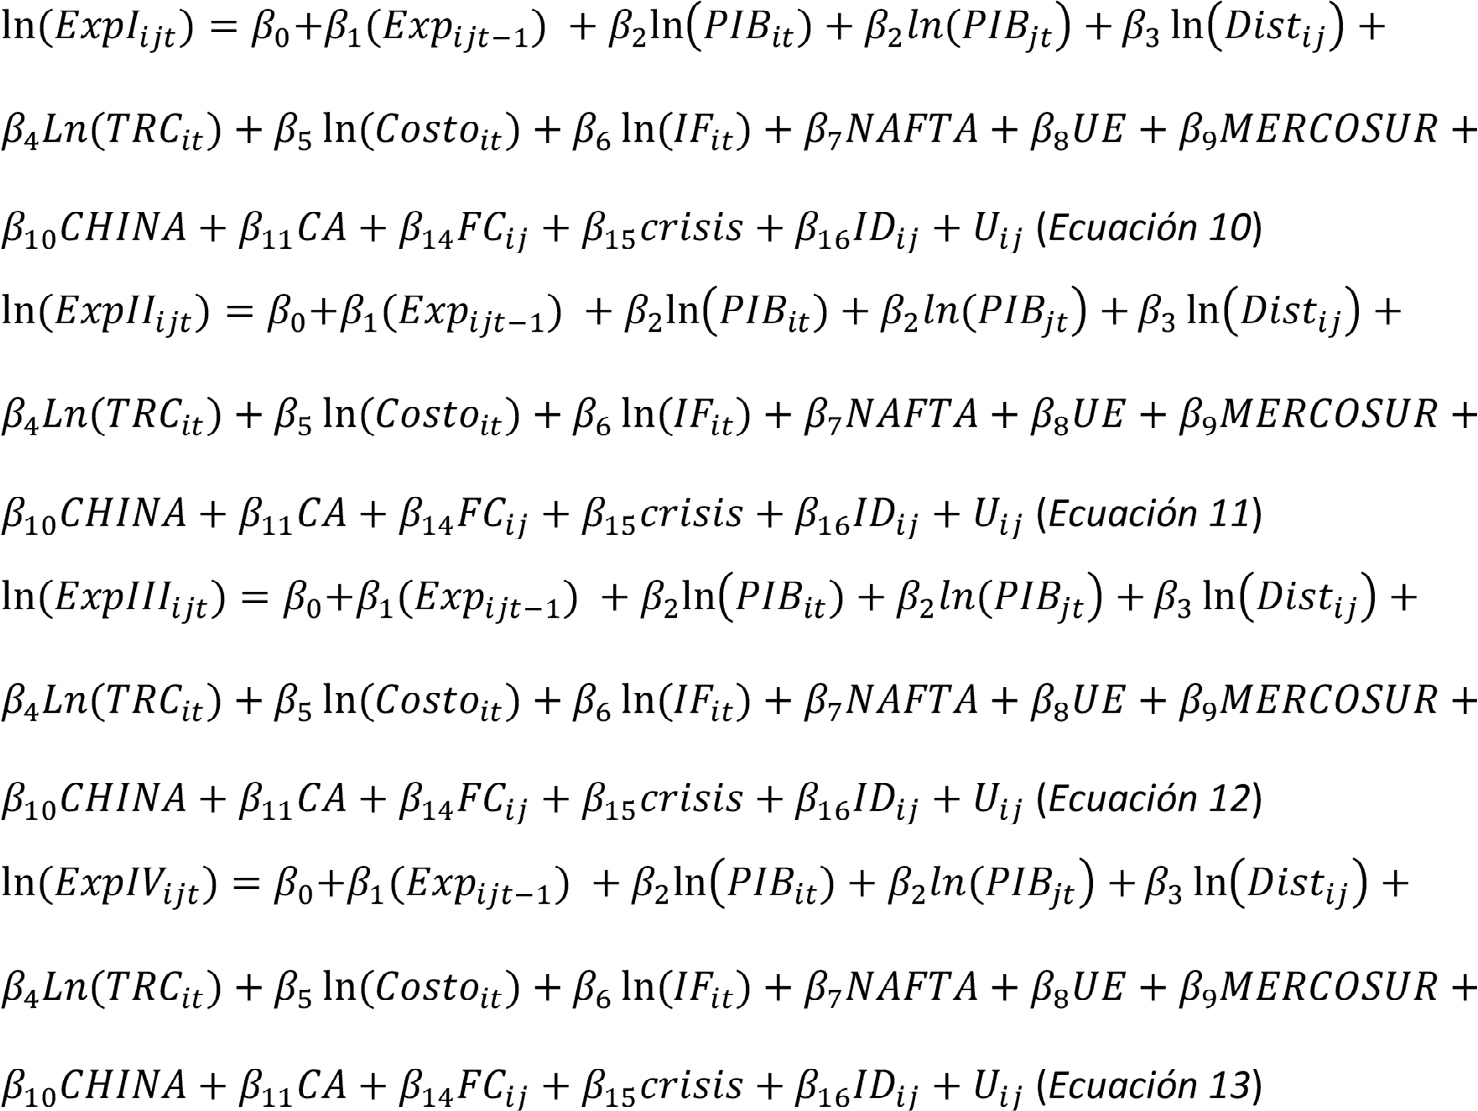 ln(ExpI_{ijt}) = β_0+β_1(Exp_{ijt−1}) + β_2ln(PIB_{it}) + β_2ln(PIB_{jt}) + β_3 ln(Dist_{ij}) +
β_4Ln(TRC_{it}) + β_5 ln(Costo_{it}) + β_6 ln(IF_{it}) + β_7NAFTA + β_8UE + β_9MERCOSUR +
β_{10}CHINA + β_{11}CA + β_{14}FC_{ij} + β_{15}crisis + β_{16}ID_{ij} + U_{ij} (Ecuación 10)
ln(ExpII_{ijt}) = β_0+β_1(Exp_{ijt−1}) + β_2ln(PIB_{it}) + β_2ln(PIB_{jt}) + β_3 ln(Dist_{ij}) +
β_4Ln(TRC_{it}) + β_5 ln(Costo_{it}) + β_6 ln(IF_{it}) + β_7NAFTA + β_8UE + β_9MERCOSUR +
β_{10}CHINA + β_{11}CA + β_{14}FC_{ij} + β_{15}crisis + β_{16}ID_{ij} + U_{ij} (Ecuación 11)
ln(ExpIII_{ijt}) = β_0+β_1(Exp_{ijt−1}) + β_2ln(PIB_{it}) + β_2ln(PIB_{jt}) + β_3 ln(Dist_{ij}) +
β_4Ln(TRC_{it}) + β_5 ln(Costo_{it}) + β_6 ln(IF_{it}) + β_7NAFTA + β_8UE + β_9MERCOSUR +
β_{10}CHINA + β_{11}CA + β_{14}FC_{ij} + β_{15}crisis + β_{16}ID_{ij} + U_{ij} (Ecuación 12)
ln(ExpIV_{ijt}) = β_0+β_1(Exp_{ijt−1}) + β_2ln(PIB_{it}) + β_2ln(PIB_{jt}) + β_3 ln(Dist_{ij}) +
β_4Ln(TRC_{it}) + β_5 ln(Costo_{it}) + β_6 ln(IF_{it}) + β_7NAFTA + β_8UE + β_9MERCOSUR +
β_{10}CHINA + β_{11}CA + β_{14}FC_{ij} + β_{15}crisis + β_{16}ID_{ij} + U_{ij} (Ecuación 13)